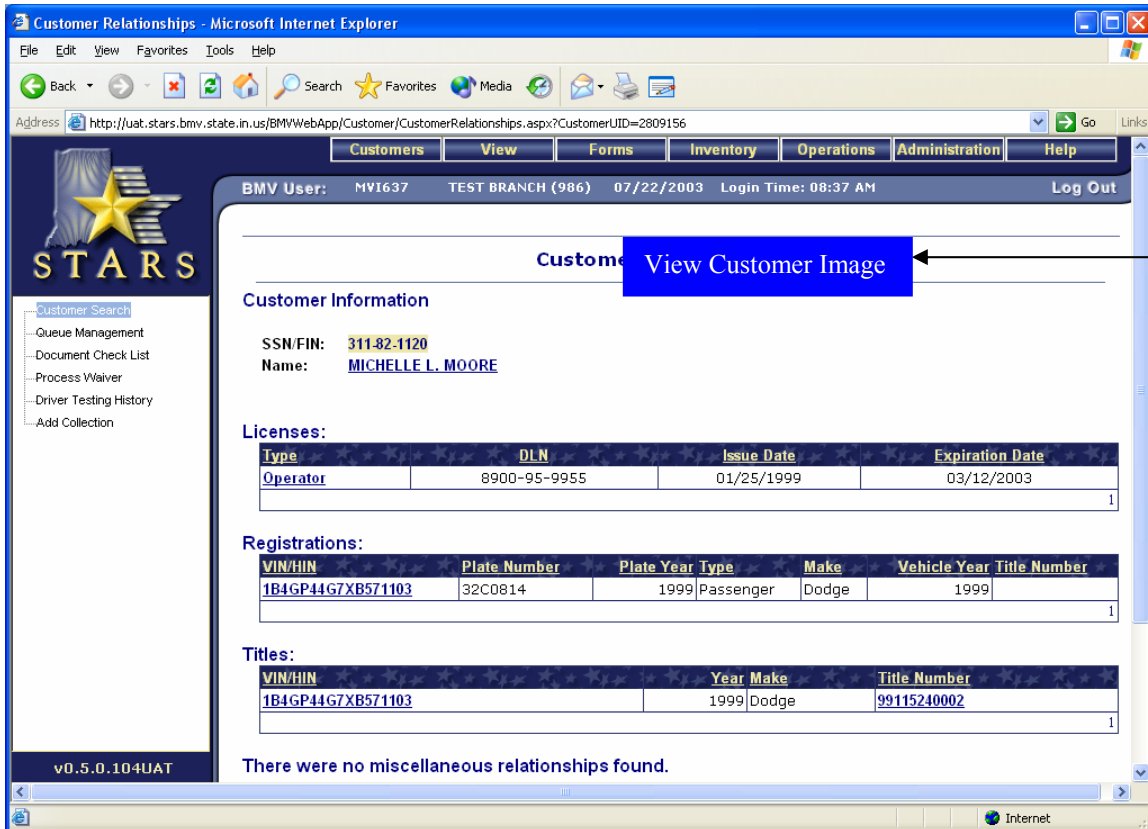 Customer Relationships - Microsoft Internet Explorer
File Edit View Favorites Tools Help
Back Search Favorites Media
Address http://uat.stars.bmv.state.in.us/BMVWebApp/Customer/CustomerRelationships.aspx?CustomerUID=2809156 Go Links
Customers View Forms Inventory Operations Administration Help
BMV User: MVI637 TEST BRANCH (986) 07/22/2003 Login Time: 08:37 AM Log Out
STARS
Custome View Customer Image
Customer Search
Queue Management
Document Check List
Process Waiver
Driver Testing History
Add Collection
Customer Information
SSN/FIN: 311-82-1120
Name: MICHELLE L. MOORE
Licenses:
Type DLN Issue Date Expiration Date
Operator 8900-95-9955 01/25/1999 03/12/2003
1
Registrations:
VIN/HIN Plate Number Plate Year Type Make Vehicle Year Title Number
1B4GP44G7XB571103 32C0814 1999 Passenger Dodge 1999
1
Titles:
VIN/HIN Year Make Title Number
1B4GP44G7XB571103 1999 Dodge 99115240002
1
There were no miscellaneous relationships found.
v0.5.0.104UAT
Internet